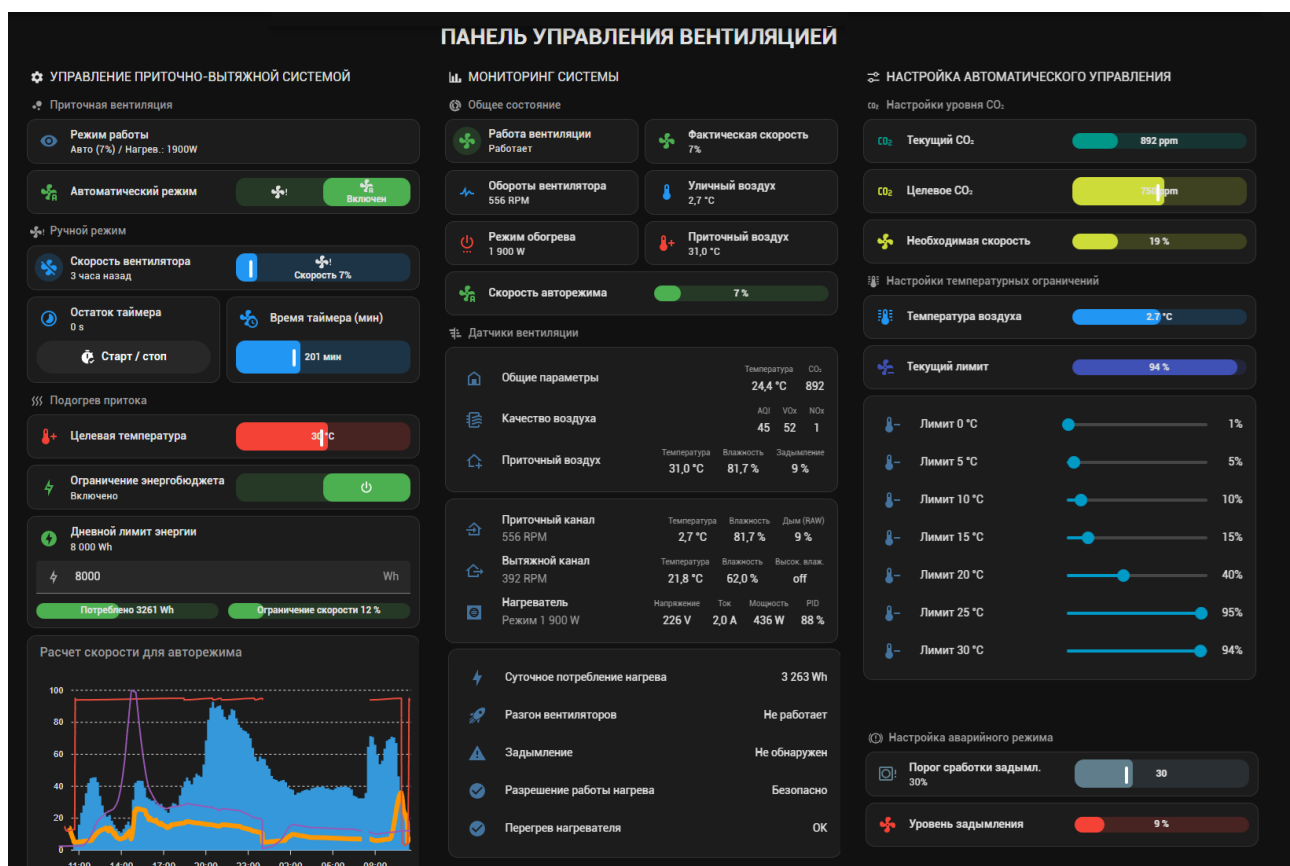 ПАНЕЛЬ УПРАВЛЕНИЯ ВЕНТИЛЯЦИЕЙ
УПРАВЛЕНИЕ ПРИТОЧНО-ВЫТЯЖНОЙ СИСТЕМОЙ
Приточная вентиляция
Режим работы
Авто (7%) / Нагрев.: 1900W
Автоматический режим
Включен
Ручной режим
Скорость вентилятора
3 часа назад
Скорость 7%
Остаток таймера
0 s
Старт / стоп
Время таймера (мин)
201 мин
Подогрев притока
Целевая температура
30°C
Ограничение энергобюджета
Включено
Дневной лимит энергии
8 000 Wh
8000 Wh
Потреблено 3261 Wh
Ограничение скорости 12 %
Расчет скорости для авторежима
100
80
60
40
20
0
11:00 14:00 17:00 20:00 23:00 02:00 05:00 08:00
МОНИТОРИНГ СИСТЕМЫ
Общее состояние
Работа вентиляции
Работает
Фактическая скорость
7%
Обороты вентилятора
556 RPM
Уличный воздух
2,7 °C
Режим обогрева
1 900 W
Приточный воздух
31,0 °C
Скорость авторежима
7 %
Датчики вентиляции
Общие параметры
Температура CO₂
24,4 °C 892
Качество воздуха
AQI VOx NOx
45 52 1
Приточный воздух
Температура Влажность Задымление
31,0 °C 81,7 % 9 %
Приточный канал
556 RPM
Температура Влажность Дым (RAW)
2,7 °C 81,7 % 9 %
Вытяжной канал
392 RPM
Температура Влажность Высок. влаж.
21,8 °C 62,0 % off
Нагреватель
Режим 1 900 W
Напряжение Ток Мощность PID
226 V 2,0 A 436 W 88 %
Суточное потребление нагрева 3 263 Wh
Разгон вентиляторов Не работает
Задымление Не обнаружен
Разрешение работы нагрева Безопасно
Перегрев нагревателя OK
НАСТРОЙКА АВТОМАТИЧЕСКОГО УПРАВЛЕНИЯ
CO₂ Настройки уровня CO₂
CO₂ Текущий CO₂ 892 ppm
CO₂ Целевое CO₂ 750 ppm
Необходимая скорость 19 %
Настройки температурных ограничений
Температура воздуха 2.7 °C
Текущий лимит 94 %
Лимит 0 °C 1%
Лимит 5 °C 5%
Лимит 10 °C 10%
Лимит 15 °C 15%
Лимит 20 °C 40%
Лимит 25 °C 95%
Лимит 30 °C 94%
Настройка аварийного режима
Порог сработки задымл.
30%
30
Уровень задымления 9 %